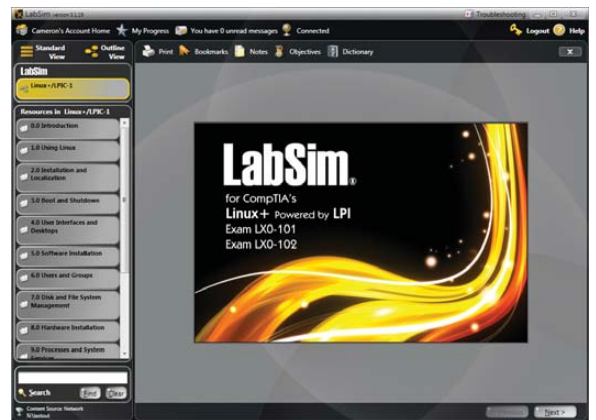 LabSim version 3.1.19
Troubleshooting
Cameron's Account Home
My Progress
You have 0 unread messages
Connected
Logout
Help
Standard
View
Outline
View
Print
Bookmarks
Notes
Objectives
Dictionary
LabSim
Linux+/LPIC-1
Resources in Linux+/LPIC-1
0.0 Introduction
1.0 Using Linux
2.0 Installation and
Localization
3.0 Boot and Shutdown
4.0 User Interfaces and
Desktops
5.0 Software Installation
6.0 Users and Groups
7.0 Disk and File System
Management
8.0 Hardware Installation
9.0 Processes and System
Services
LabSim®
for CompTIA's
Linux+ Powered by LPI
Exam LX0-101
Exam LX0-102
Search
Find
Clear
Content Source: Network
Next >